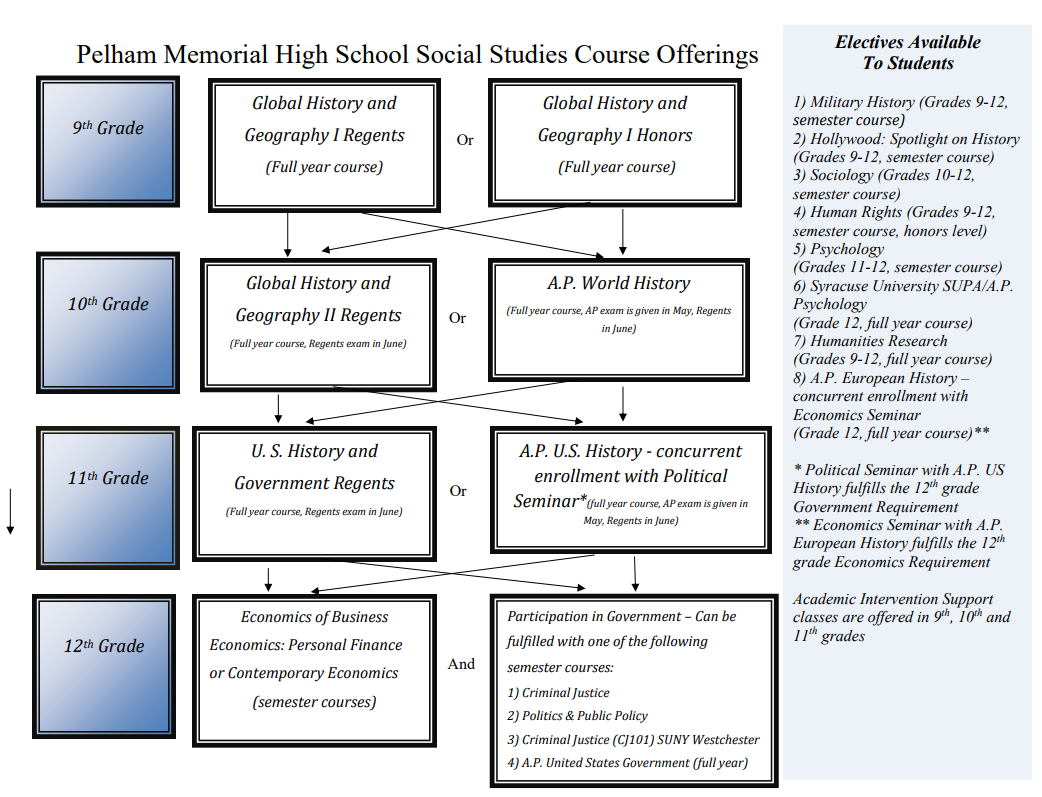 Pelham Memorial High School Social Studies Course Offerings
9th Grade
Global History and
Geography I Regents
(Full year course)
Or
Global History and
Geography I Honors
(Full year course)
10th Grade
Global History and
Geography II Regents
(Full year course, Regents exam in June)
Or
A.P. World History
(Full year course, AP exam is given in May, Regents
in June)
11th Grade
U. S. History and
Government Regents
(Full year course, Regents exam in June)
Or
A.P. U.S. History - concurrent
enrollment with Political
Seminar*(full year course, AP exam is given in
May, Regents in June)
12th Grade
Economics of Business
Economics: Personal Finance
or Contemporary Economics
(semester courses)
And
Participation in Government – Can be
fulfilled with one of the following
semester courses:
1) Criminal Justice
2) Politics & Public Policy
3) Criminal Justice (CJ101) SUNY Westchester
4) A.P. United States Government (full year)
Electives Available
To Students
1) Military History (Grades 9-12,
semester course)
2) Hollywood: Spotlight on History
(Grades 9-12, semester course)
3) Sociology (Grades 10-12,
semester course)
4) Human Rights (Grades 9-12,
semester course, honors level)
5) Psychology
(Grades 11-12, semester course)
6) Syracuse University SUPA/A.P.
Psychology
(Grade 12, full year course)
7) Humanities Research
(Grades 9-12, full year course)
8) A.P. European History –
concurrent enrollment with
Economics Seminar
(Grade 12, full year course)**
* Political Seminar with A.P. US
History fulfills the 12th grade
Government Requirement
** Economics Seminar with A.P.
European History fulfills the 12th
grade Economics Requirement
Academic Intervention Support
classes are offered in 9th, 10th and
11th grades